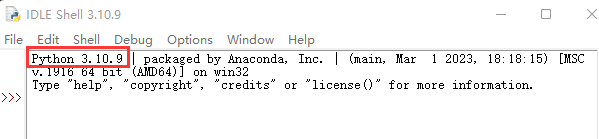 IDLE Shell 3.10.9
File Edit Shell Debug Options Window Help
Python 3.10.9 | packaged by Anaconda, Inc. | (main, Mar  1 2023, 18:18:15) [MSC
v.1916 64 bit (AMD64)] on win32
Type "help", "copyright", "credits" or "license()" for more information.
>>>